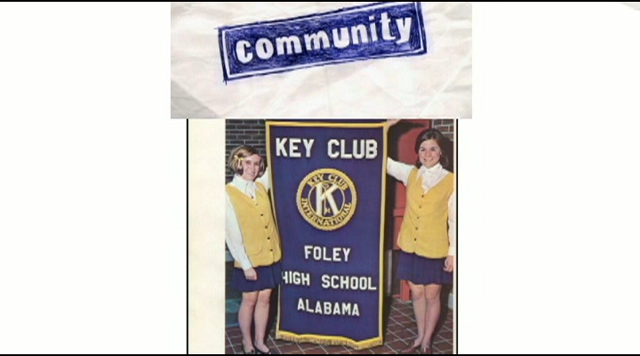 community
KEY CLUB
KEY CLUB
K
INTERNATIONAL
FOLEY
HIGH SCHOOL
ALABAMA